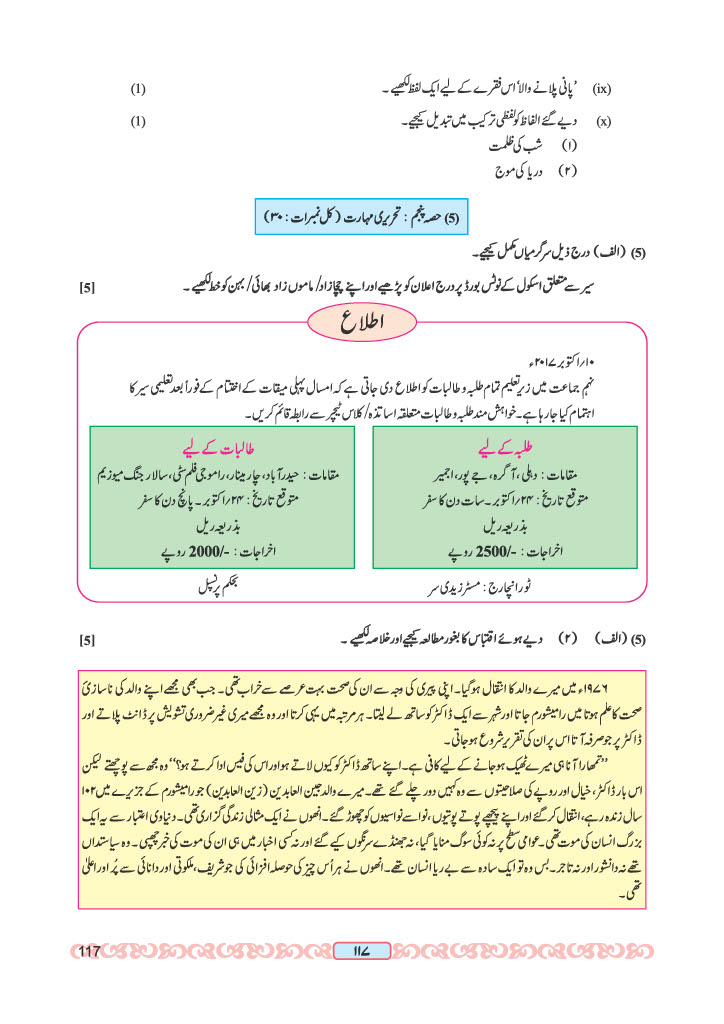 (ix) ’پانی پلانے والا‘ اس فقرے کے لیے ایک لفظ لکھیے۔ (1)
(x) دیے گئے الفاظ کو لفظی ترکیب میں تبدیل کیجیے۔ (1)
(۱) شب کی ظلمت
(۲) دریا کی موج
(5) حصہ پنجم : تحریری مہارت (کل نمبرات : ۳۰)
(5) (الف) درج ذیل سرگرمیاں مکمل کیجیے۔
سیر سے متعلق اسکول کے نوٹس بورڈ پر درج اعلان کو پڑھیے اور اپنے چچا زاد/ ماموں زاد بھائی/ بہن کو خط لکھیے۔ [5]
اطلاع
۱۰؍اکتوبر ۲۰۱۷ء
نہم جماعت میں زیرِ تعلیم تمام طلبہ و طالبات کو اطلاع دی جاتی ہے کہ امسال پہلی میقات کے اختتام کے فوراً بعد تعلیمی سیر کا
اہتمام کیا جا رہا ہے۔ خواہش مند طلبہ و طالبات متعلقہ اساتذہ/ کلاس ٹیچر سے رابطہ قائم کریں۔
طلبہ کے لیے
مقامات : دہلی، آگرہ، جے پور، اجمیر
متوقع تاریخ : ۲۴؍اکتوبر۔ سات دن کا سفر
بذریعہ ریل
اخراجات : -/2500 روپے
طالبات کے لیے
مقامات : حیدرآباد، چار مینار، راموجی فلم سٹی، سالار جنگ میوزیم
متوقع تاریخ : ۲۴؍اکتوبر۔ پانچ دن کا سفر
بذریعہ ریل
اخراجات : -/2000 روپے
ٹور انچارج : مسٹر زیدی سر
بحکم پرنسپل
(5) (الف) (۲) دیے ہوئے اقتباس کا بغور مطالعہ کیجیے اور خلاصہ لکھیے۔ [5]
۱۹۷۶ء میں میرے والد کا انتقال ہوگیا۔ اپنی پیری کی وجہ سے ان کی صحت بہت عرصے سے خراب تھی۔ جب بھی مجھے اپنے والد کی ناسازیٔ
صحت کا علم ہوتا میں رامیشورم جاتا اور شہر سے ایک ڈاکٹر کو ساتھ لے لیتا۔ ہر مرتبہ میں یہی کرتا اور وہ مجھے میری غیر ضروری تشویش پر ڈانٹ پلاتے اور
ڈاکٹر پر جو صرفہ آتا اس پر ان کی تقریر شروع ہو جاتی۔
’’تمھارا آنا ہی میرے ٹھیک ہو جانے کے لیے کافی ہے۔ اپنے ساتھ ڈاکٹر کو کیوں لاتے ہو اور اس کی فیس ادا کرتے ہو؟‘‘ وہ مجھ سے پوچھتے لیکن
اس بار ڈاکٹر، خیال اور روپے کی صلاحیتوں سے وہ کہیں دور چلے گئے تھے۔ میرے والد جین العابدین (زین العابدین) جو رامیشورم کے جزیرے میں ۱۰۲
سال زندہ رہے، انتقال کر گئے اور اپنے پیچھے پوتے پوتیوں، نواسے نواسیوں کو چھوڑ گئے۔ انھوں نے ایک مثالی زندگی گزاری تھی۔ دنیاوی اعتبار سے یہ ایک
بزرگ انسان کی موت تھی۔ عوامی سطح پر نہ کوئی سوگ منایا گیا، نہ جھنڈے سرنگوں کیے گئے اور نہ کسی اخبار میں ہی ان کی موت کی خبر چھپی۔ وہ سیاستداں
تھے نہ دانشور اور نہ تاجر۔ بس وہ تو ایک سادہ سے بے ریا انسان تھے۔ انھوں نے ہر اُس چیز کی حوصلہ افزائی کی جو شریف، ملکوتی اور دانائی سے پُر اور اعلیٰ
تھی۔
117 ۱۱۷